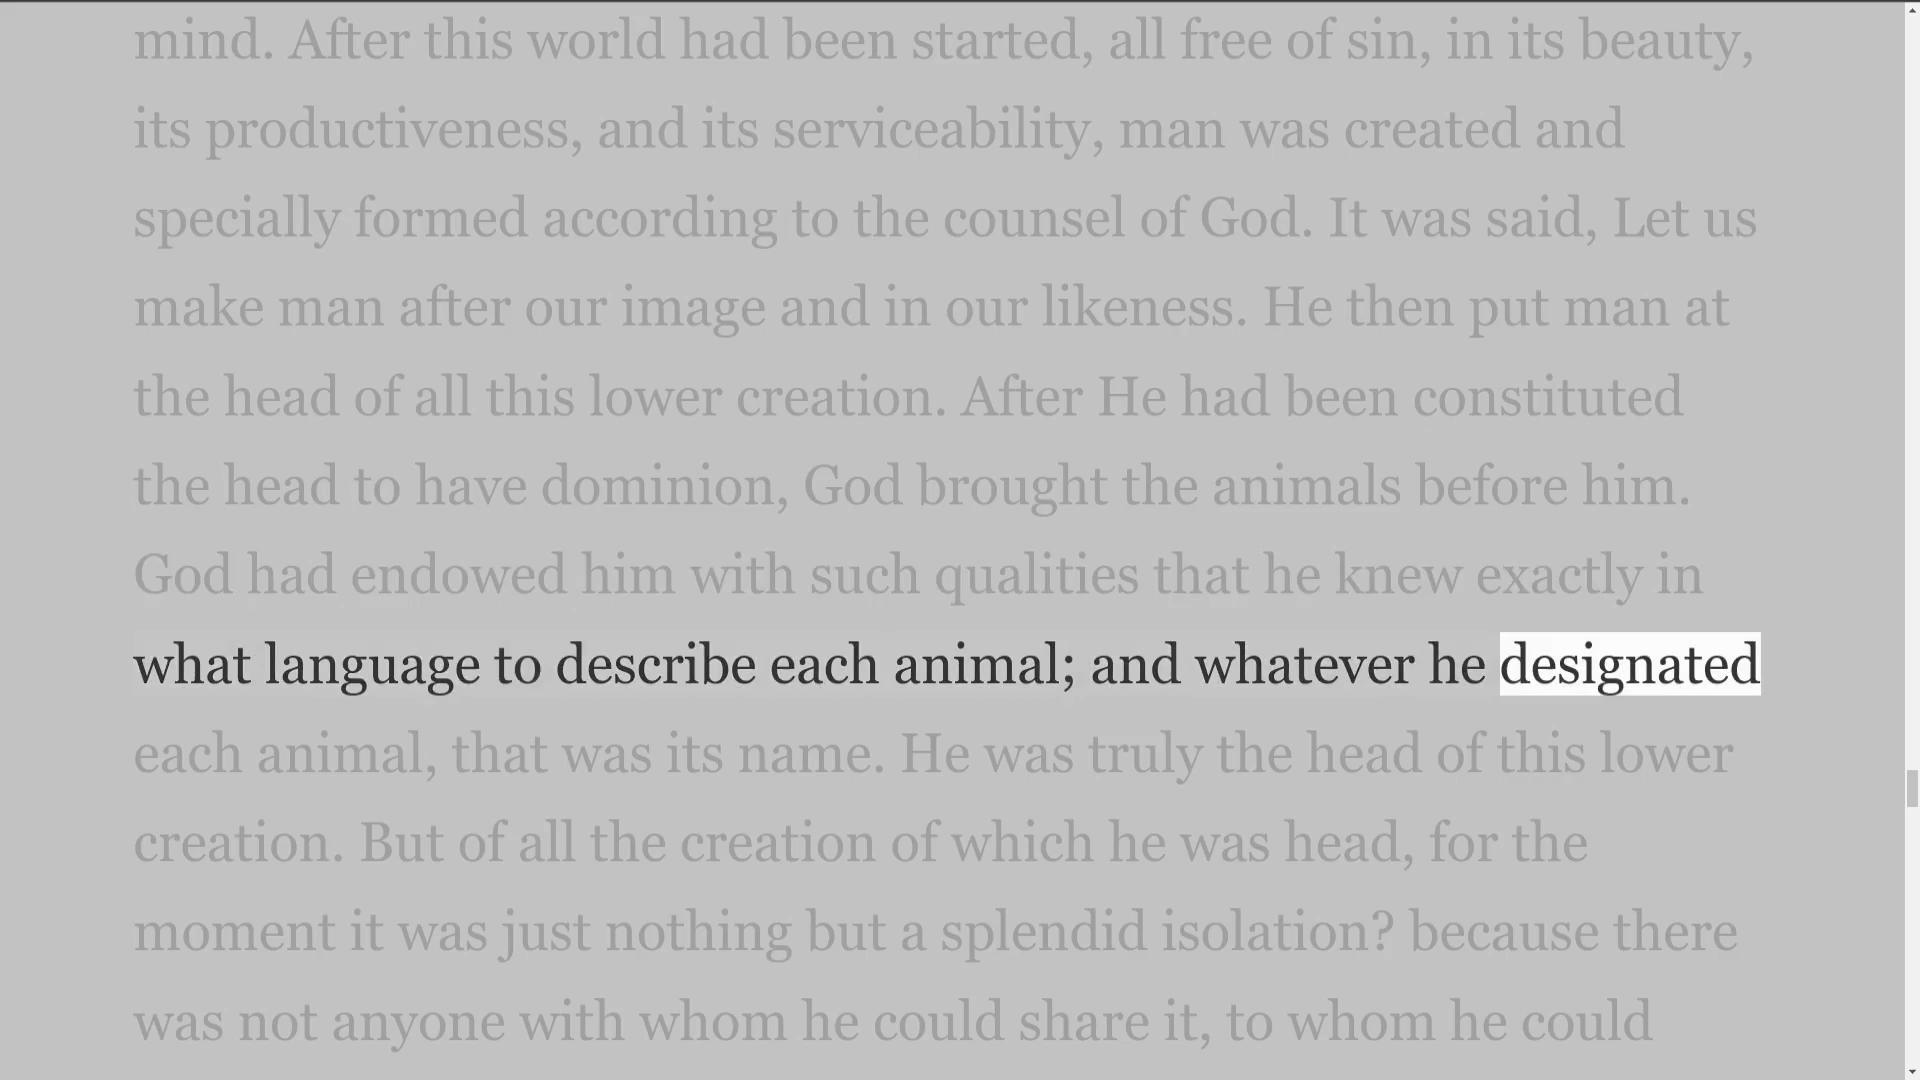 mind. After this world had been started, all free of sin, in its beauty,
its productiveness, and its serviceability, man was created and
specially formed according to the counsel of God. It was said, Let us
make man after our image and in our likeness. He then put man at
the head of all this lower creation. After He had been constituted
the head to have dominion, God brought the animals before him.
God had endowed him with such qualities that he knew exactly in
what language to describe each animal; and whatever he designated
each animal, that was its name. He was truly the head of this lower
creation. But of all the creation of which he was head, for the
moment it was just nothing but a splendid isolation? because there
was not anyone with whom he could share it, to whom he could